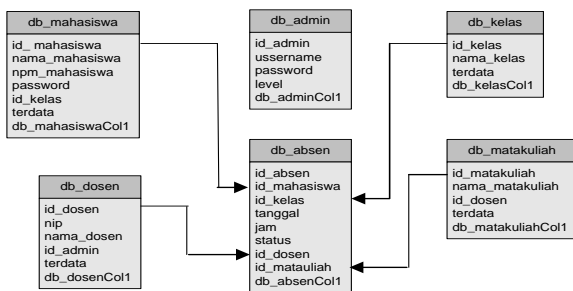 db_mahasiswa
id_ mahasiswa
nama_mahasiswa
npm_mahasiswa
password
id_kelas
terdata
db_mahasiswaCol1
db_admin
id_admin
ussername
password
level
db_adminCol1
db_kelas
id_kelas
nama_kelas
terdata
db_kelasCol1
db_dosen
id_dosen
nip
nama_dosen
id_admin
terdata
db_dosenCol1
db_absen
id_absen
id_mahasiswa
id_kelas
tanggal
jam
status
id_dosen
id_matauliah
db_absenCol1
db_matakuliah
id_matakuliah
nama_matakuliah
id_dosen
terdata
db_matakuliahCol1